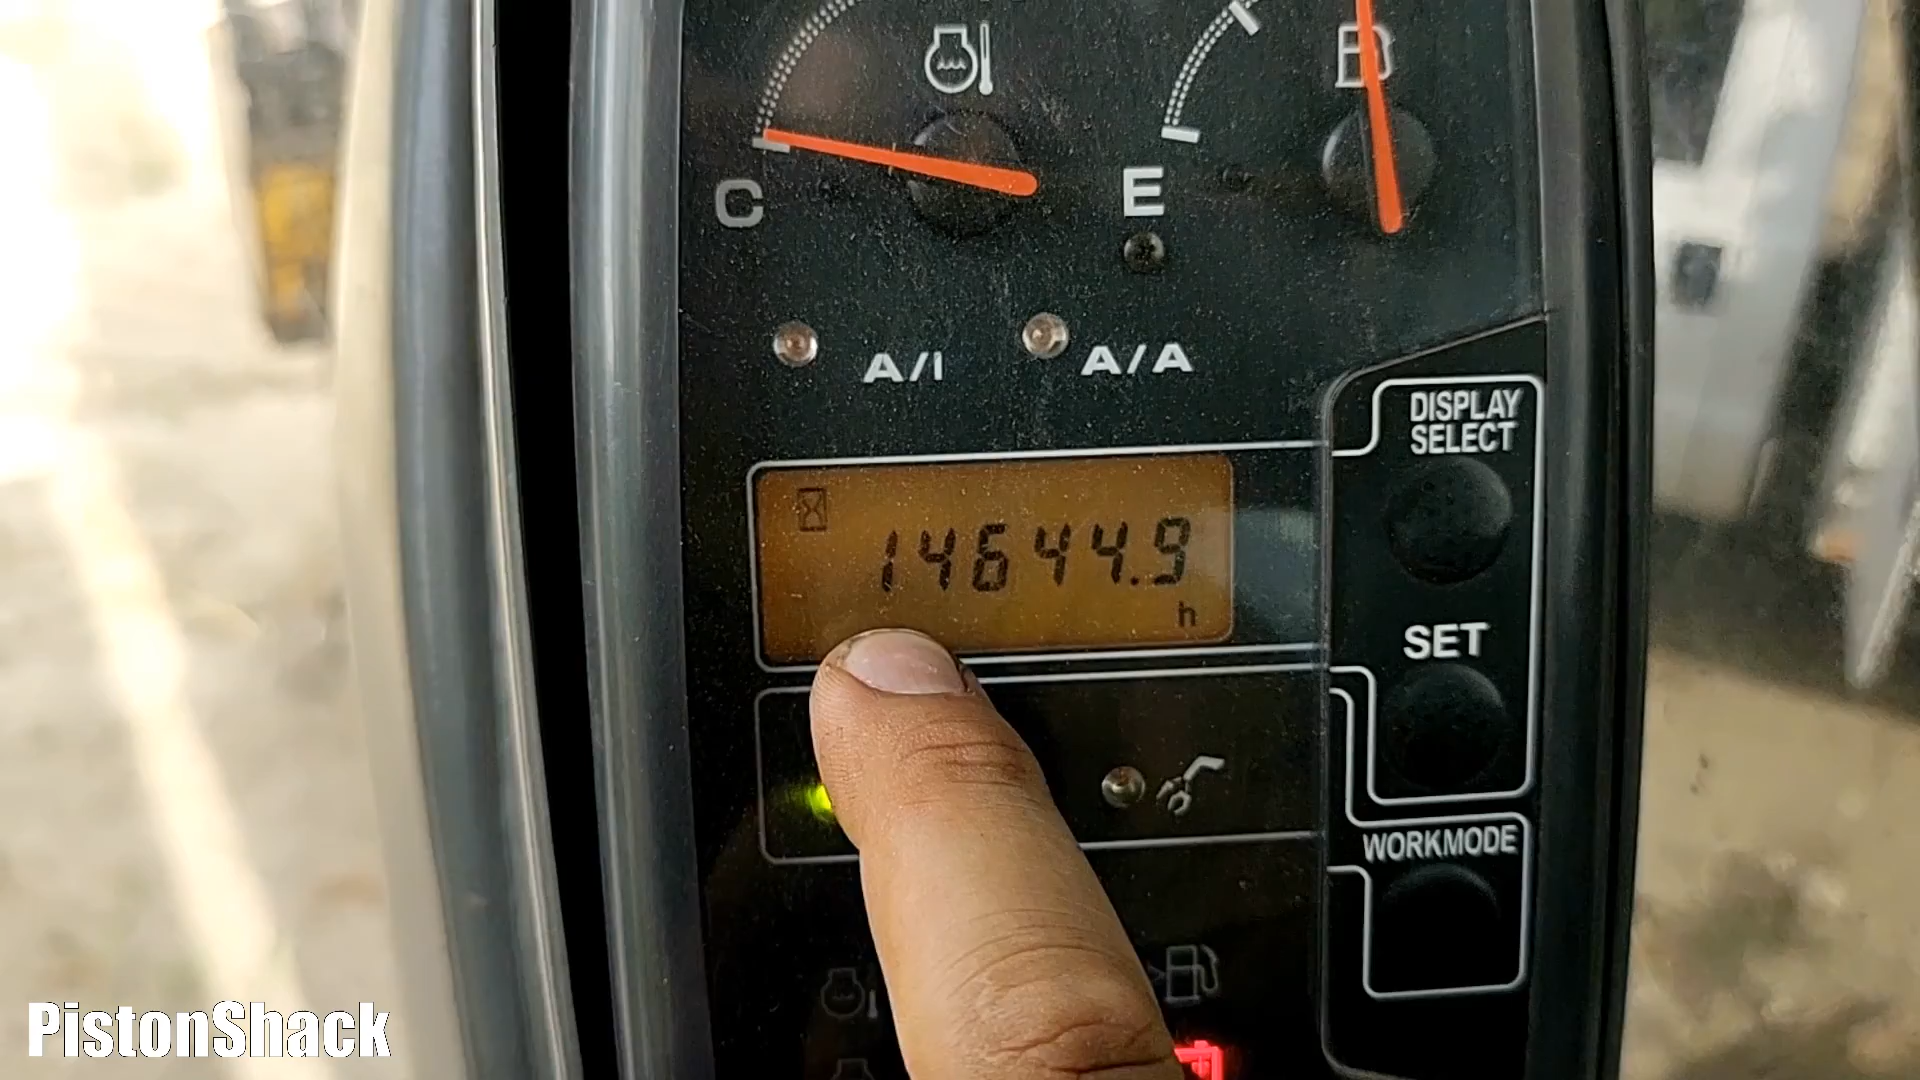 C
E
A/I
A/A
DISPLAY
SELECT
14644.9
h
SET
WORKMODE
PistonShack